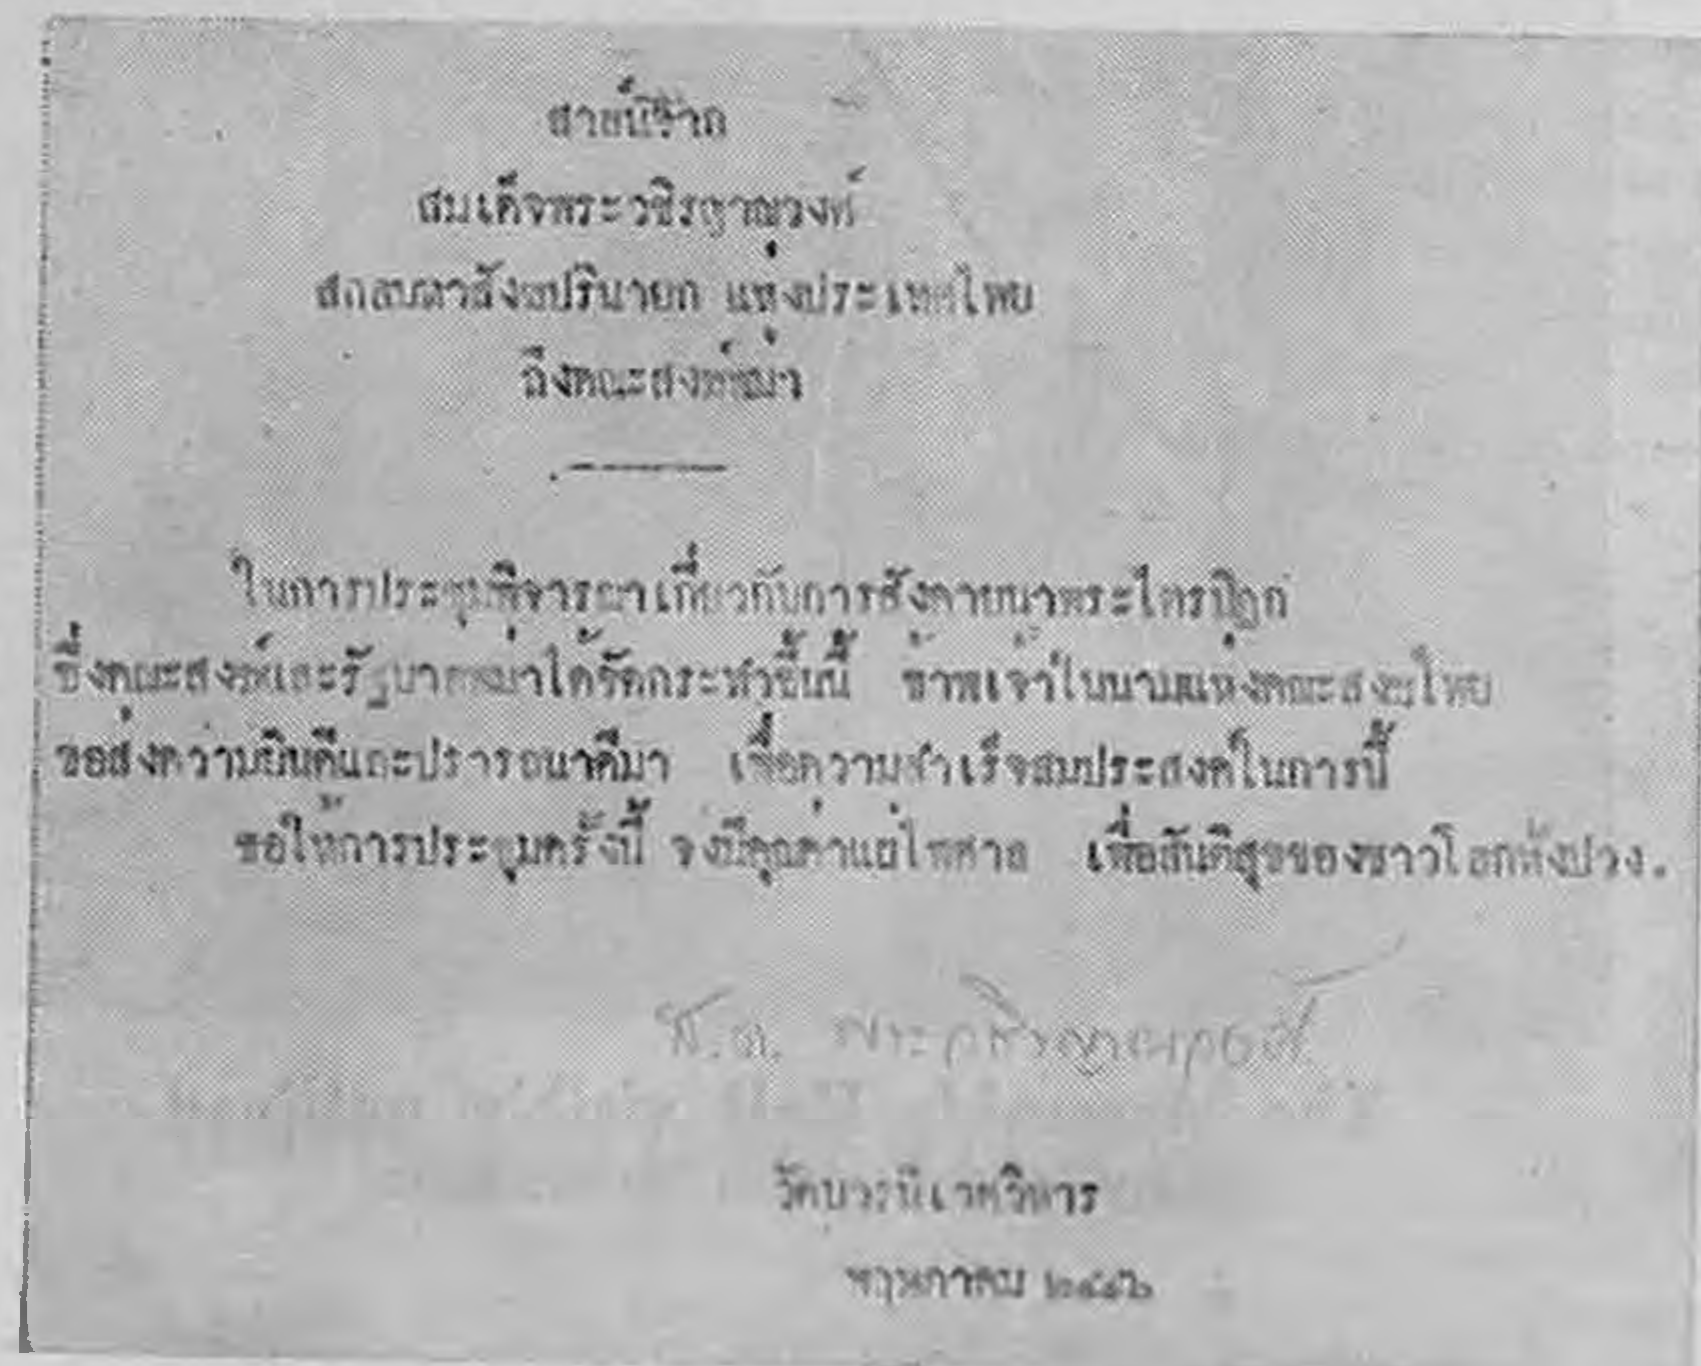 สาส์นจาก
สมเด็จพระวชิรญาณวงศ์
สกลมหาสังฆปรินายก แห่งประเทศไทย
ถึงคณะสงฆ์พม่า
ในการประชุมพิจารณาเกี่ยวกับการสังคายนาพระไตรปิฎก
ซึ่งคณะสงฆ์และรัฐบาลพม่าได้จัดกระทำขึ้นนี้ ข้าพเจ้าในนามแห่งคณะสงฆ์ไทย
ขอส่งความยินดีและปรารถนาดีมา เพื่อความสำเร็จสมประสงค์ในการนี้
ขอให้การประชุมครั้งนี้ จงมีคุณค่าแผ่ไพศาล เพื่อสันติสุขของชาวโลกทั้งปวง.
ส.ด. พระวชิรญาณวงศ์
วัดบวรนิเวศวิหาร
พฤษภาคม